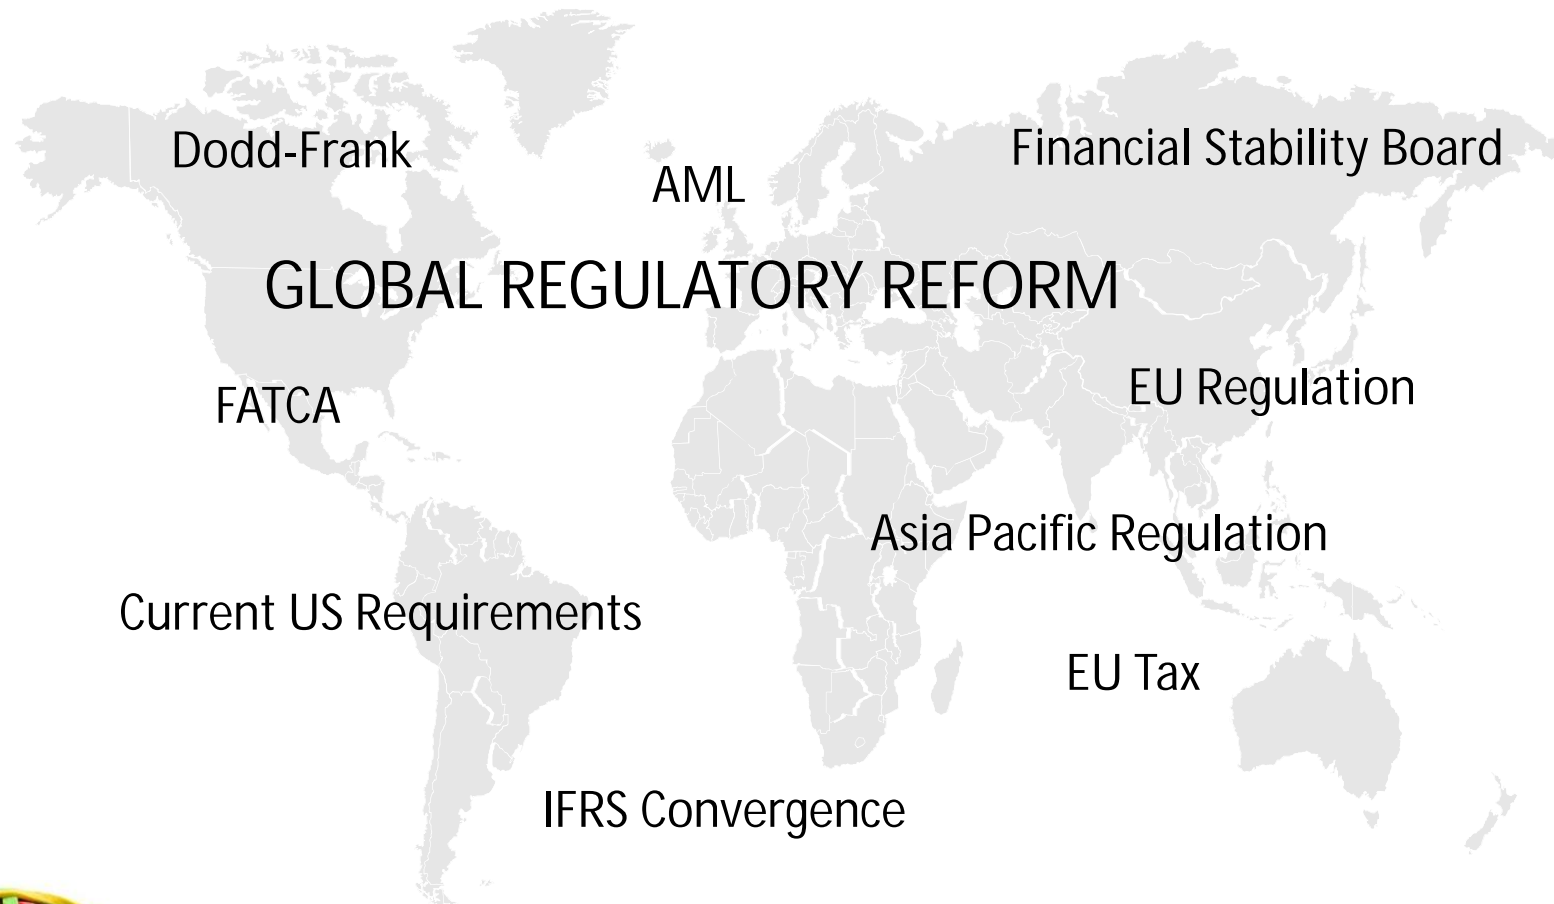 Dodd-Frank
Financial Stability Board
AML
GLOBAL REGULATORY REFORM
FATCA
EU Regulation
Asia Pacific Regulation
Current US Requirements
EU Tax
IFRS Convergence